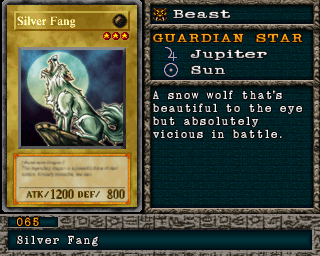 Silver Fang
ATK/1200 DEF/ 800
Beast
GUARDIAN STAR
Jupiter
Sun
A snow wolf that's
beautiful to the eye
but absolutely
vicious in battle.
065
Silver Fang